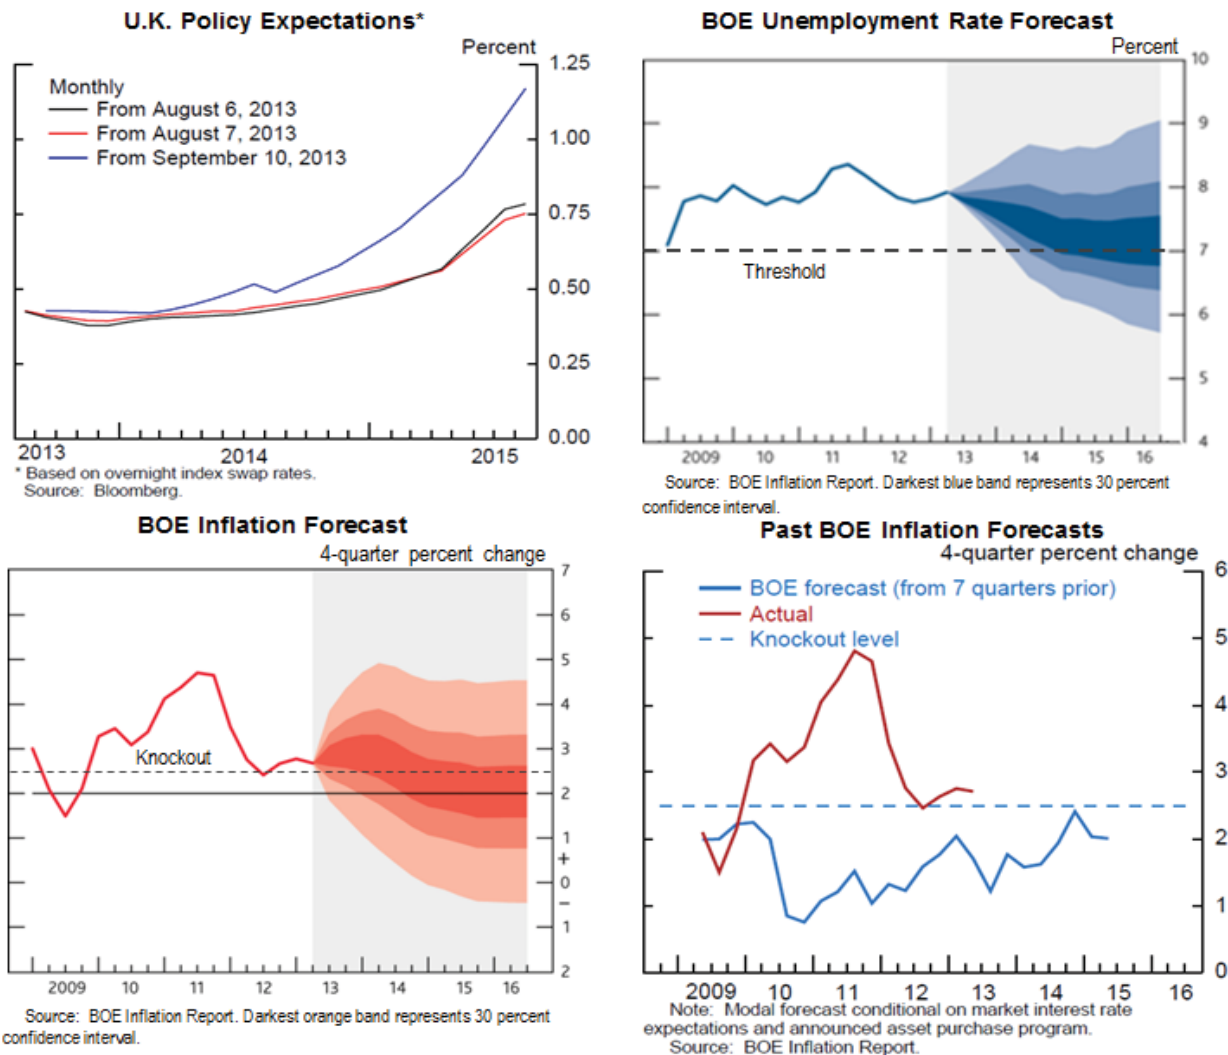 U.K. Policy Expectations*
Percent
1.25
Monthly
From August 6, 2013
From August 7, 2013
From September 10, 2013
1.00
0.75
0.50
0.25
0.00
2013
2014
2015
* Based on overnight index swap rates.
Source: Bloomberg.
BOE Unemployment Rate Forecast
Percent
10
9
8
7
Threshold
6
5
4
2009
10
11
12
13
14
15
16
Source: BOE Inflation Report. Darkest blue band represents 30 percent
confidence interval.
BOE Inflation Forecast
4-quarter percent change
7
6
5
4
3
Knockout
2
1
+
0
−
1
2
2009
10
11
12
13
14
15
16
Source: BOE Inflation Report. Darkest orange band represents 30 percent
confidence interval.
Past BOE Inflation Forecasts
4-quarter percent change
6
BOE forecast (from 7 quarters prior)
Actual
Knockout level
5
4
3
2
1
0
2009
10
11
12
13
14
15
16
Note: Modal forecast conditional on market interest rate
expectations and announced asset purchase program.
Source: BOE Inflation Report.